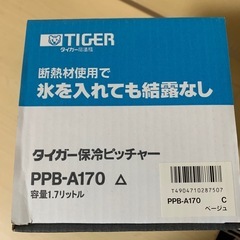 TIGER
タイガー魔法瓶
断熱材使用で
氷を入れても結露なし
タイガー保冷ピッチャー
PPB-A170 △
容量1.7リットル
T4904710287507
PPB-A170 C
ベージュ